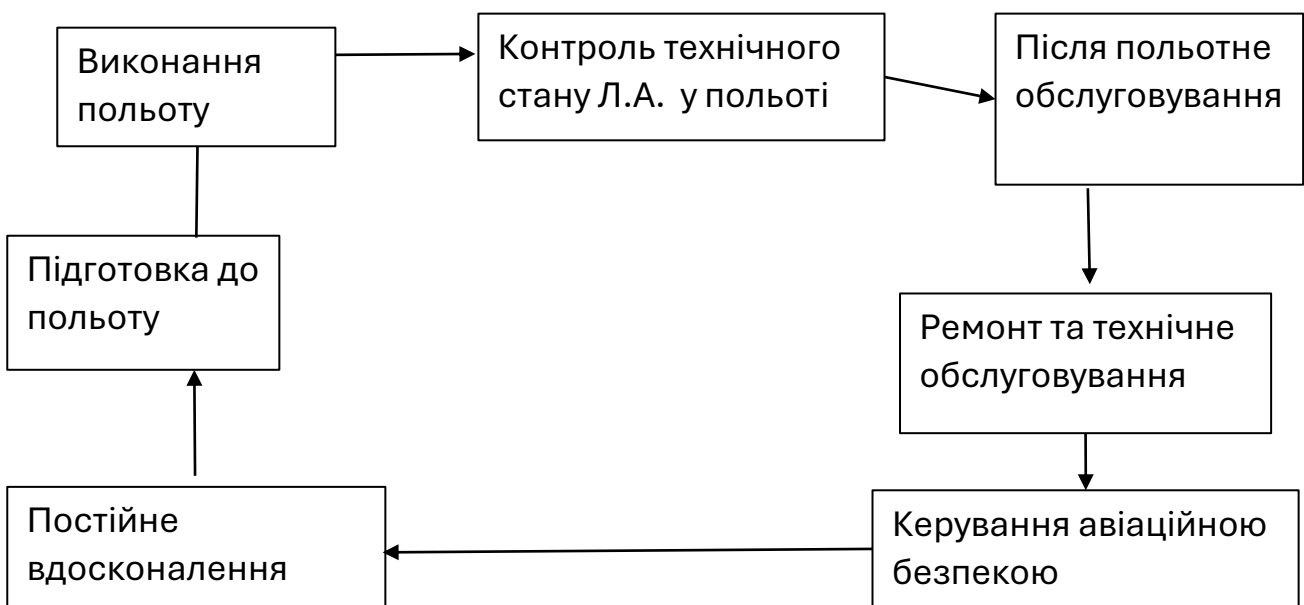 Виконання
польоту
Контроль технічного
стану Л.А. у польоті
Після польотне
обслуговування
Підготовка до
польоту
Ремонт та технічне
обслуговування
Постійне
вдосконалення
Керування авіаційною
безпекою